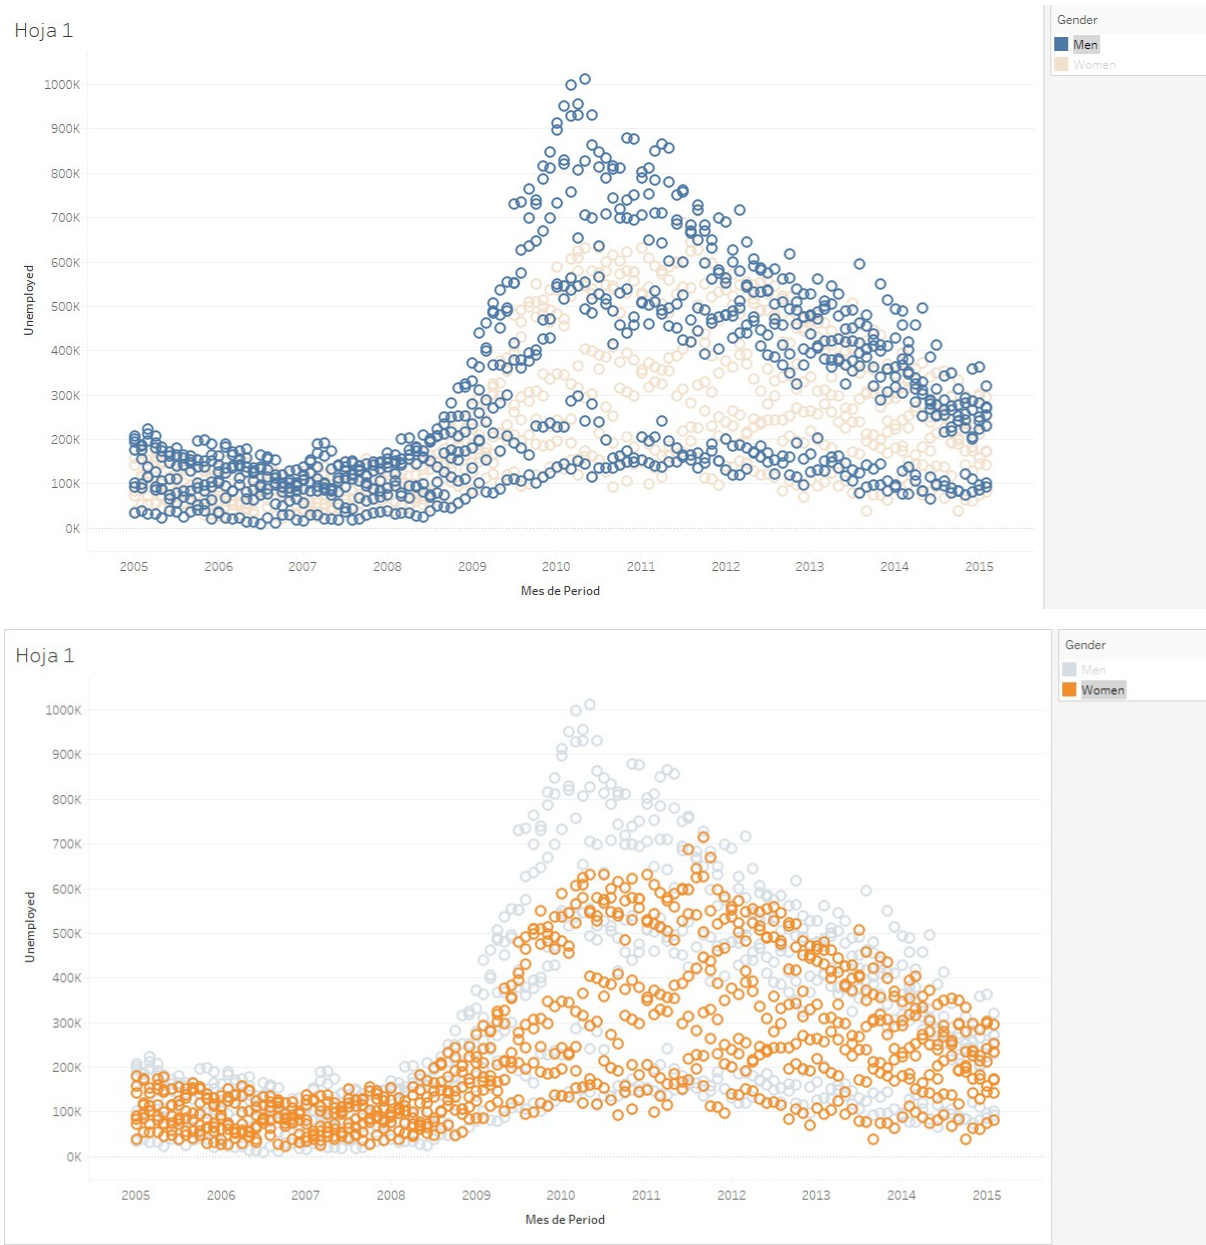 Hoja 1
Gender
Men
Women
1000K
900K
800K
700K
600K
500K
400K
300K
200K
100K
0K
Unemployed
2005 2006 2007 2008 2009 2010 2011 2012 2013 2014 2015
Mes de Period
Hoja 1
Gender
Men
Women
1000K
900K
800K
700K
600K
500K
400K
300K
200K
100K
0K
Unemployed
2005 2006 2007 2008 2009 2010 2011 2012 2013 2014 2015
Mes de Period